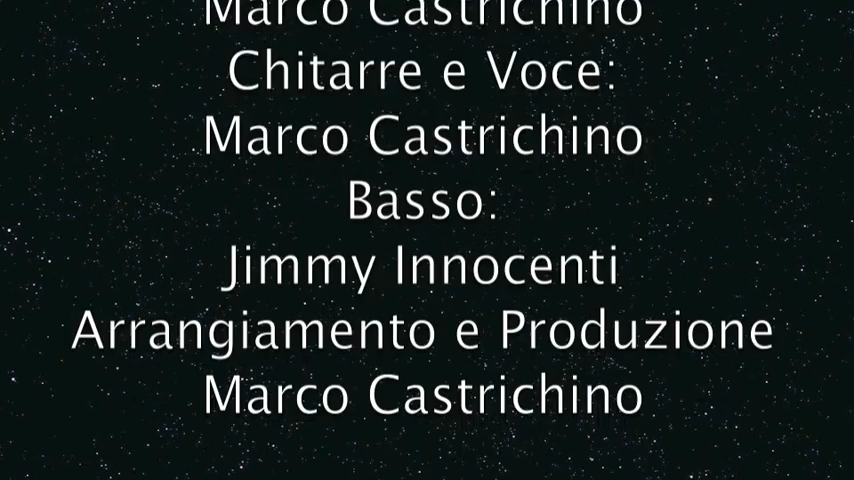 Marco Castrichino
Chitarre e Voce:
Marco Castrichino
Basso:
Jimmy Innocenti
Arrangiamento e Produzione
Marco Castrichino